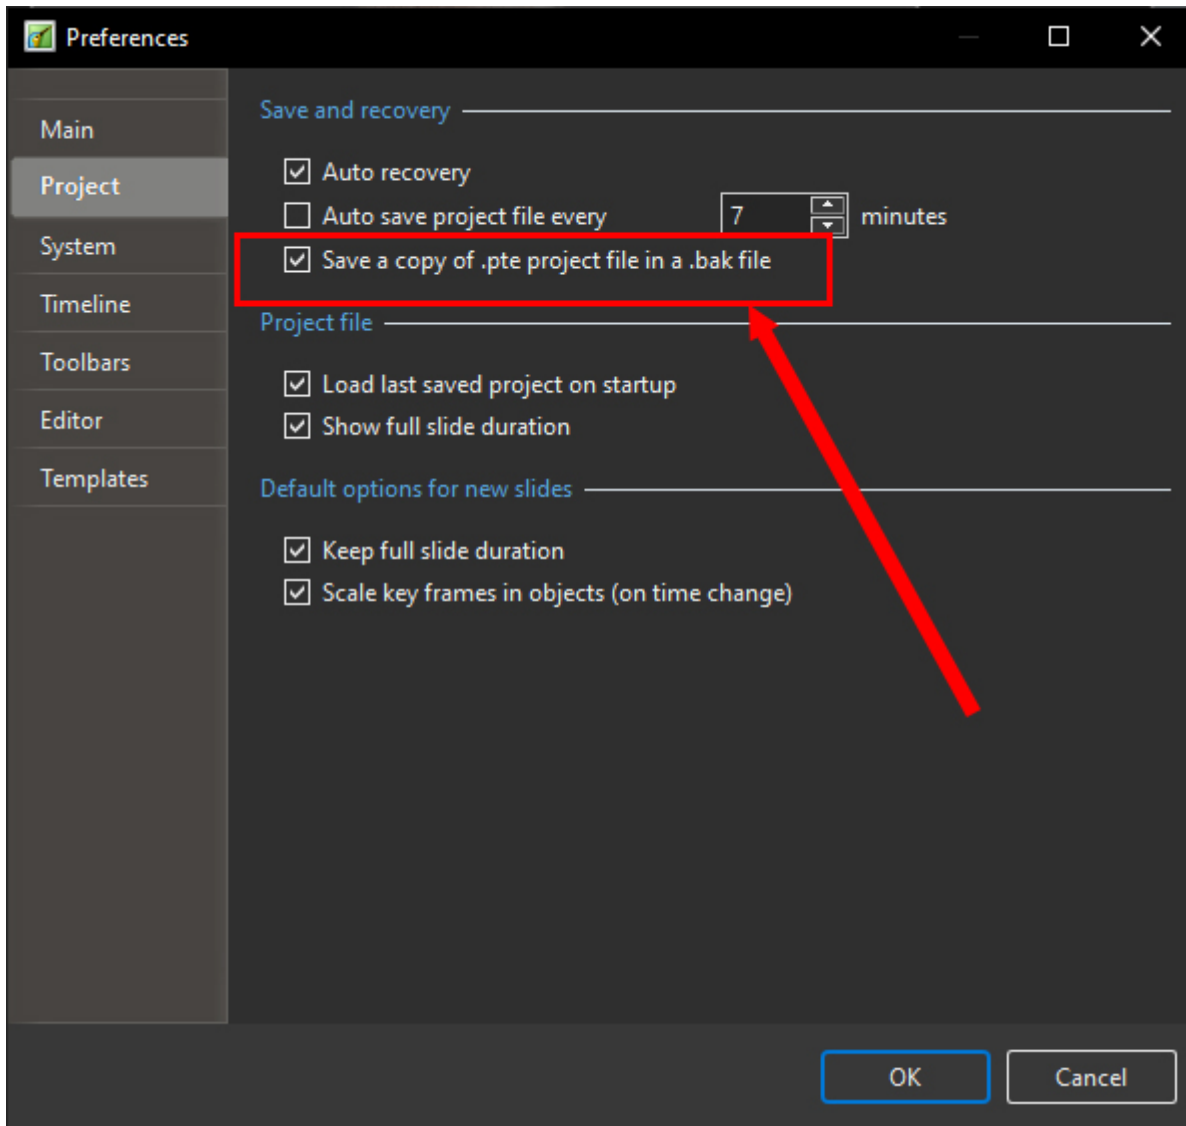 Preferences
Main
Project
System
Timeline
Toolbars
Editor
Templates
Save and recovery
Auto recovery
Auto save project file every 7 minutes
Save a copy of .pte project file in a .bak file
Project file
Load last saved project on startup
Show full slide duration
Default options for new slides
Keep full slide duration
Scale key frames in objects (on time change)
OK Cancel